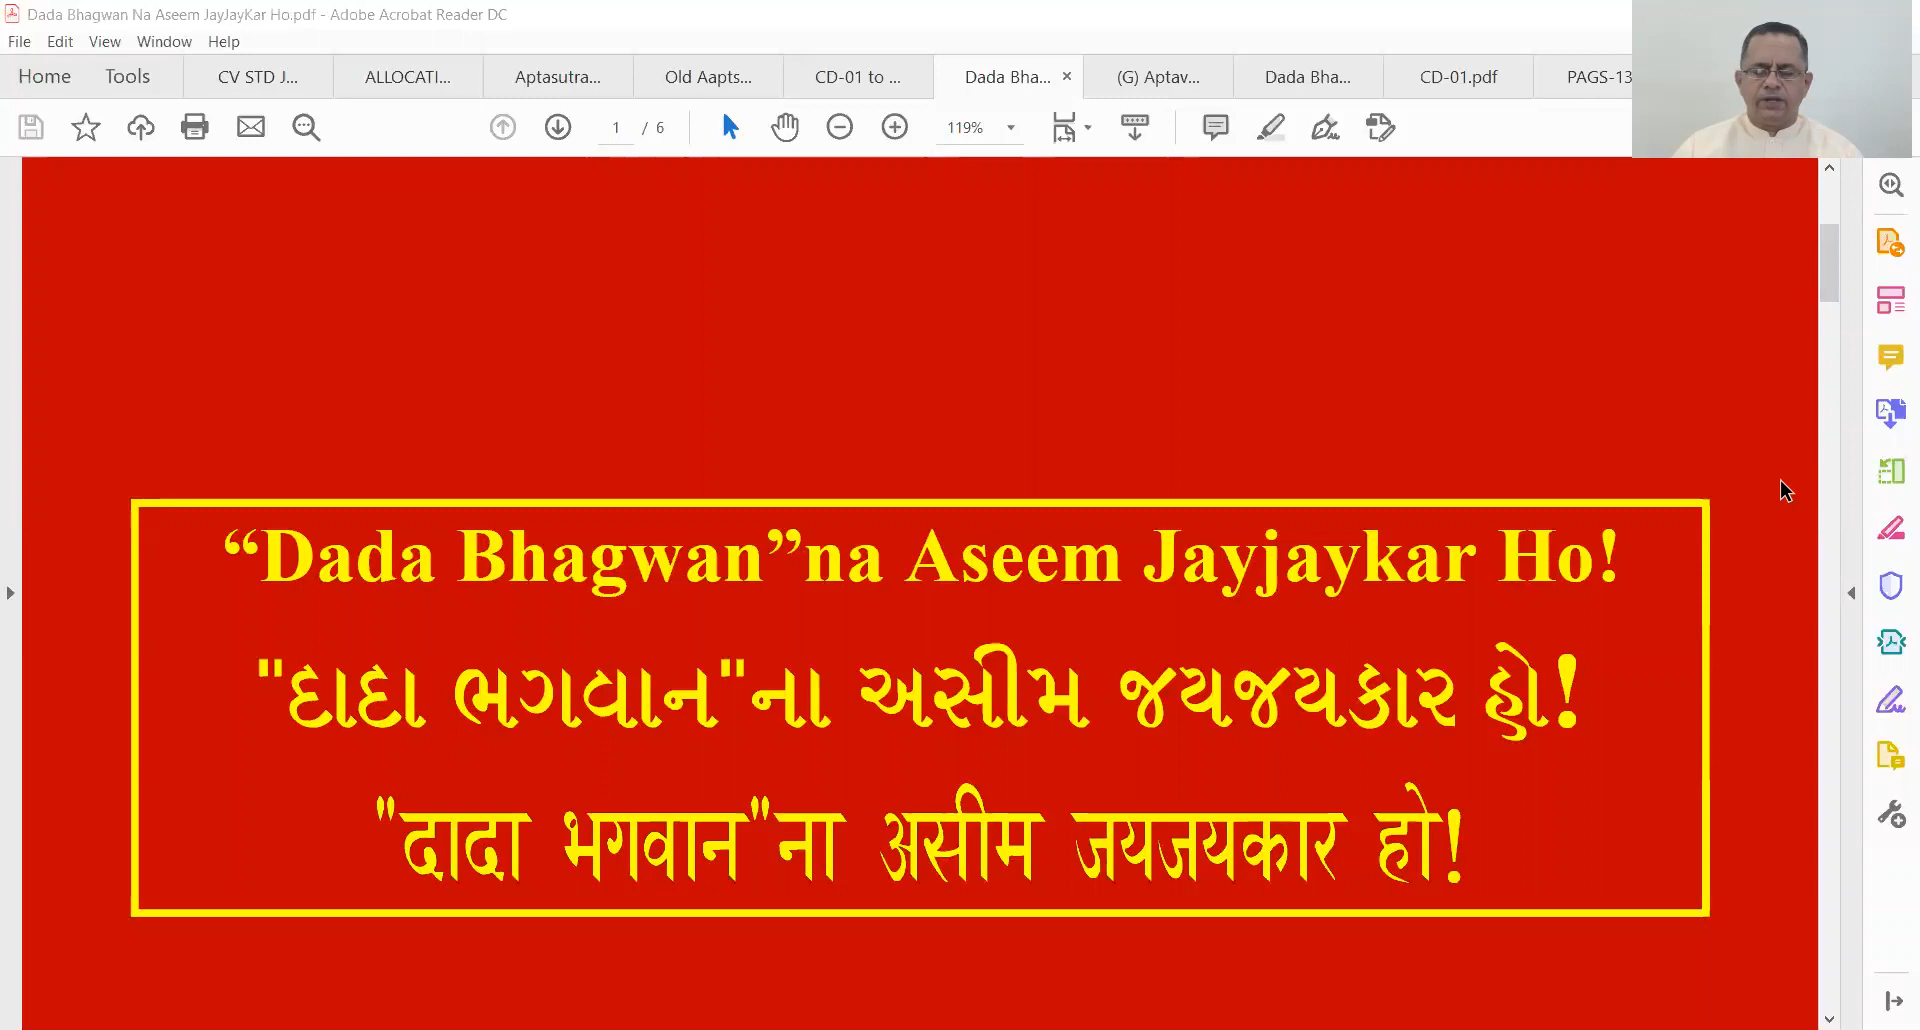 Dada Bhagwan Na Aseem JayJayKar Ho.pdf - Adobe Acrobat Reader DC
File Edit View Window Help
Home Tools CV STD J... ALLOCATI... Aptasutra... Old Aapts... CD-01 to ... Dada Bha... × (G) Aptav... Dada Bha... CD-01.pdf PAGS-13
1 / 6 119%
“Dada Bhagwan”na Aseem Jayjaykar Ho!
"દાદા ભગવાન"ના અસીમ જયજયકાર હો!
"दादा भगवान"ना असीम जयजयकार हो!